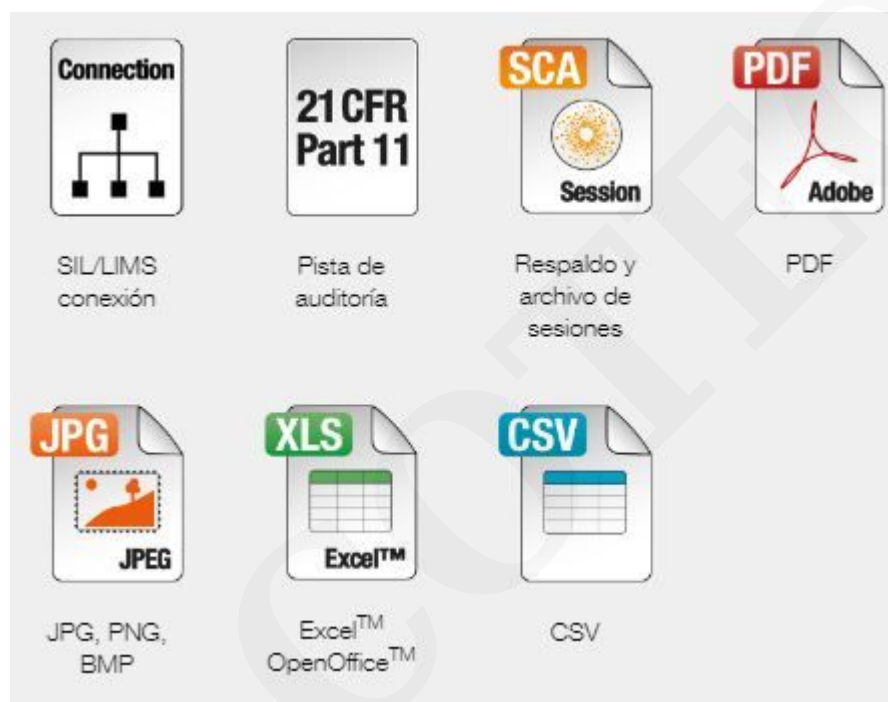 Connection
21 CFR
Part 11
SCA
Session
PDF
Adobe
SIL/LIMS
conexión
Pista de
auditoría
Respaldo y
archivo de
sesiones
PDF
JPG
JPEG
XLS
Excel™
CSV
JPG, PNG,
BMP
Excel™
OpenOffice™
CSV